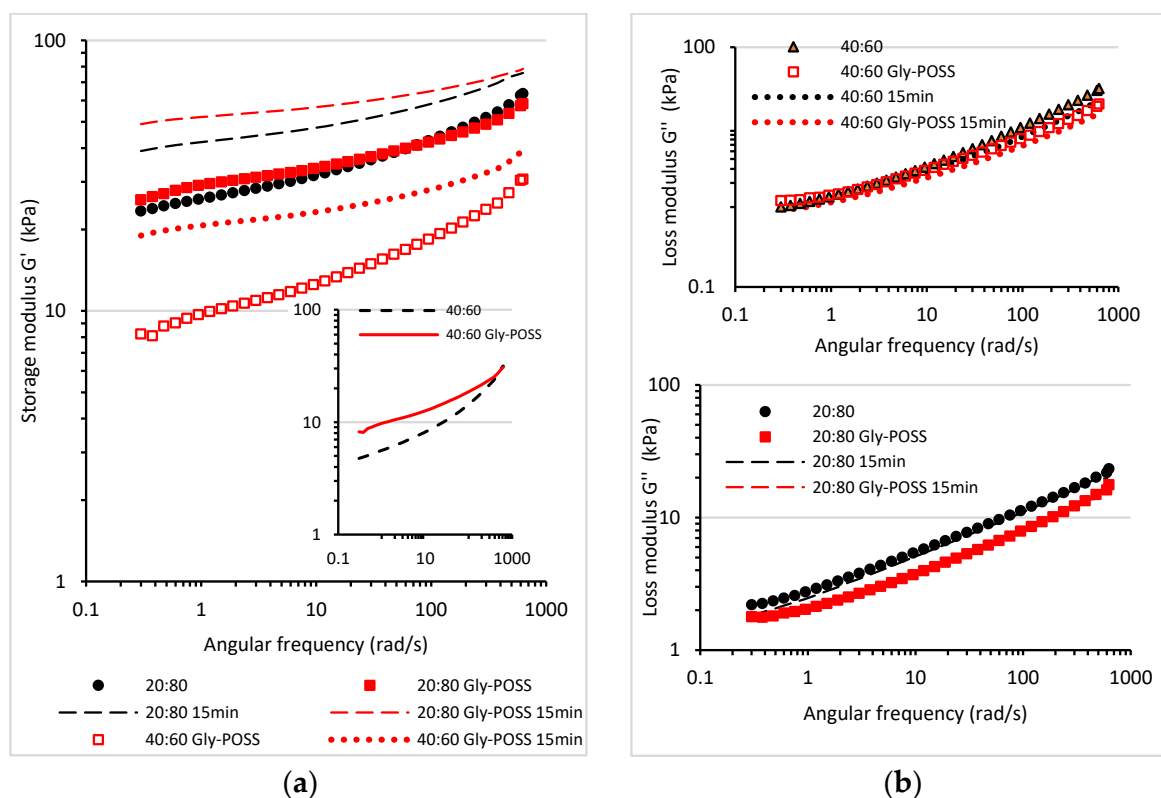 100
10
1
Storage modulus G' (kPa)
0.1
1
10
100
1000
Angular frequency (rad/s)
100
10
1
0.1
10
1000
40:60
40:60 Gly-POSS
20:80
20:80 Gly-POSS
20:80 15min
20:80 Gly-POSS 15min
40:60 Gly-POSS
40:60 Gly-POSS 15min
(a)
100
0.1
Loss modulus G'' (kPa)
40:60
40:60 Gly-POSS
40:60 15min
40:60 Gly-POSS 15min
0.1
1
10
100
1000
Angular frequency (rad/s)
100
10
1
Loss modulus G'' (kPa)
20:80
20:80 Gly-POSS
20:80 15min
20:80 Gly-POSS 15min
0.1
1
10
100
1000
Angular frequency (rad/s)
(b)